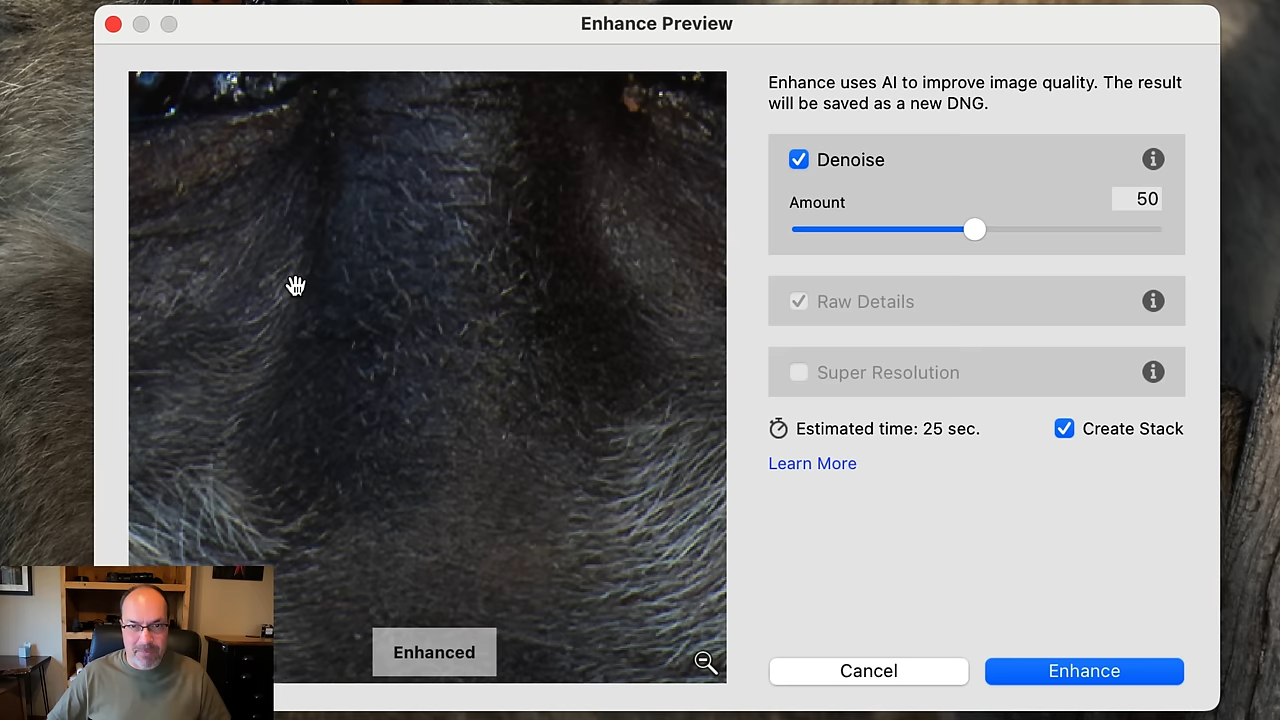 Enhance Preview
Enhance uses AI to improve image quality. The result
will be saved as a new DNG.
Denoise
Amount
50
Raw Details
Super Resolution
Estimated time: 25 sec.
Create Stack
Learn More
Enhanced
Cancel
Enhance